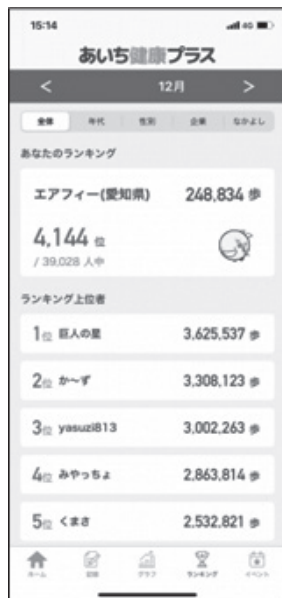 15:14
4G
あいち健康プラス
< 12月 >
全体 年代 性別 企業 なかよし
あなたのランキング
エアフィー(愛知県) 248,834 歩
4,144 位
/ 39,028 人中
ランキング上位者
1位 巨人の星 3,625,537 歩
2位 か〜ず 3,308,123 歩
3位 yasuzi813 3,002,263 歩
4位 みやっちょ 2,863,814 歩
5位 くまさ 2,532,821 歩
ホーム 記録 グラフ ランキング イベント